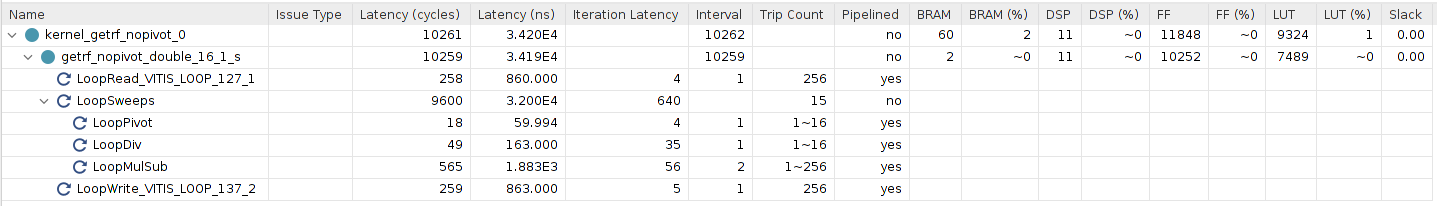 Name Issue Type Latency (cycles) Latency (ns) Iteration Latency Interval Trip Count Pipelined BRAM BRAM (%) DSP DSP (%) FF FF (%) LUT LUT (%) Slack
kernel_getrf_nopivot_0 10261 3.420E4 10262 no 60 2 11 ~0 11848 ~0 9324 1 0.00
getrf_nopivot_double_16_1_s 10259 3.419E4 10259 no 2 ~0 11 ~0 10252 ~0 7489 ~0 0.00
LoopRead_VITIS_LOOP_127_1 258 860.000 4 1 256 yes
LoopSweeps 9600 3.200E4 640 15 no
LoopPivot 18 59.994 4 1 1~16 yes
LoopDiv 49 163.000 35 1 1~16 yes
LoopMulSub 565 1.883E3 56 2 1~256 yes
LoopWrite_VITIS_LOOP_137_2 259 863.000 5 1 256 yes